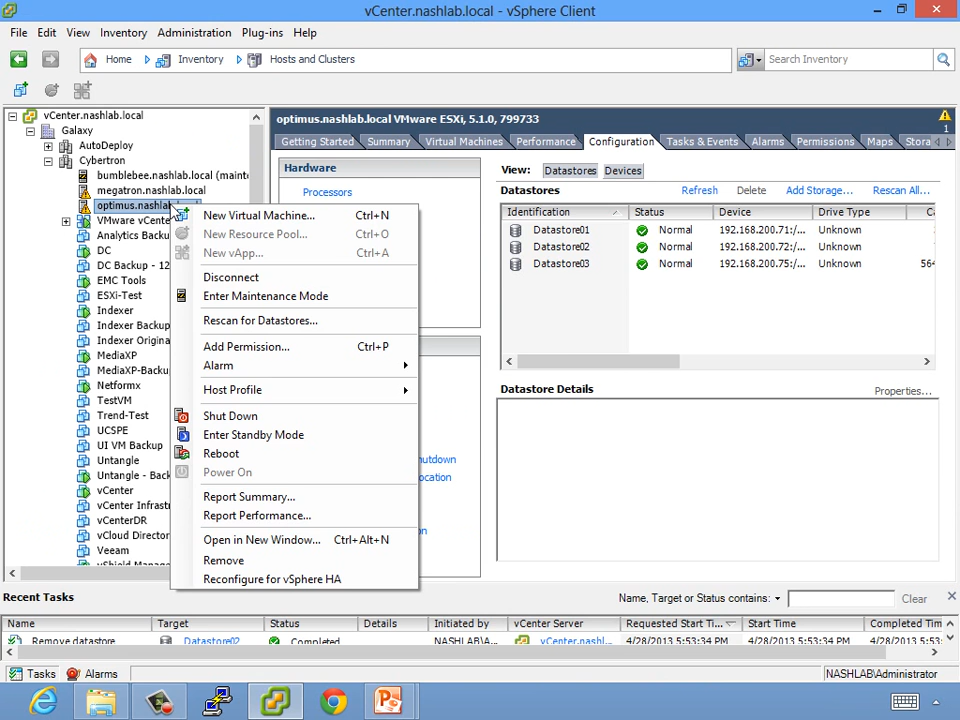 vCenter.nashlab.local - vSphere Client
File Edit View Inventory Administration Plug-ins Help
Home Inventory Hosts and Clusters Search Inventory
vCenter.nashlab.local
Galaxy
AutoDeploy
Cybertron
bumblebee.nashlab.local (mainte
megatron.nashlab.local
optimus.nashlab
VMware vCente
Analytics Backu
DC
DC Backup - 12
EMC Tools
ESXi-Test
Indexer
Indexer Backup
Indexer Origina
MediaXP
MediaXP-Backu
Netformx
TestVM
Trend-Test
UCSPE
UI VM Backup
Untangle
Untangle - Back
vCenter
vCenter Infrastr
vCenterDR
vCloud Director
Veeam
vShield Manage
New Virtual Machine... Ctrl+N
New Resource Pool... Ctrl+O
New vApp... Ctrl+A
Disconnect
Enter Maintenance Mode
Rescan for Datastores...
Add Permission... Ctrl+P
Alarm
Host Profile
Shut Down
Enter Standby Mode
Reboot
Power On
Report Summary...
Report Performance...
Open in New Window... Ctrl+Alt+N
Remove
Reconfigure for vSphere HA
optimus.nashlab.local VMware ESXi, 5.1.0, 799733
1
Getting Started Summary Virtual Machines Performance Configuration Tasks & Events Alarms Permissions Maps Stora
Hardware
Processors
utdown
ocation
on
View: Datastores Devices
Datastores Refresh Delete Add Storage... Rescan All...
Identification Status Device Drive Type Ca
Datastore01 Normal 192.168.200.71:/... Unknown
Datastore02 Normal 192.168.200.72:/... Unknown
Datastore03 Normal 192.168.200.75:/... Unknown 564
Datastore Details Properties...
Recent Tasks Name, Target or Status contains: Clear
Name Target Status Details Initiated by vCenter Server Requested Start Ti... Start Time Completed Time
Remove datastore Datastore02 Completed NASHLAB\A... vCenter.nashl... 4/28/2013 5:53:34 PM 4/28/2013 5:53:34 PM 4/28/2013 5:53:34
Tasks Alarms NASHLAB\Administrator